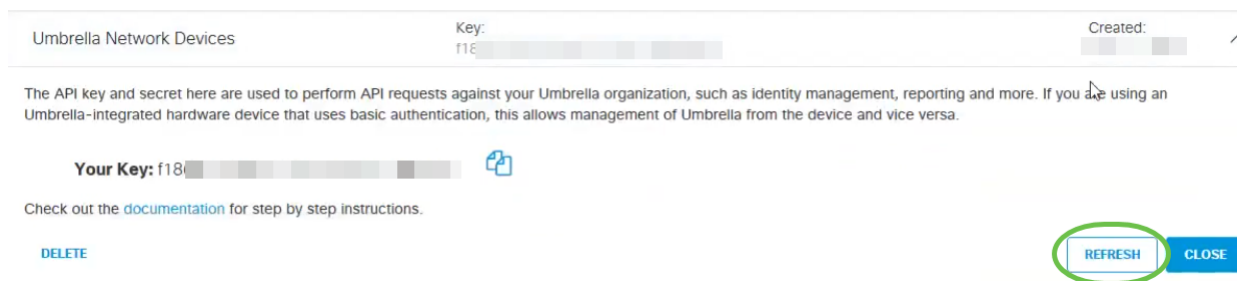 Umbrella Network Devices
Key:
f18
Created:
The API key and secret here are used to perform API requests against your Umbrella organization, such as identity management, reporting and more. If you are using an
Umbrella-integrated hardware device that uses basic authentication, this allows management of Umbrella from the device and vice versa.
Your Key: f18
Check out the documentation for step by step instructions.
DELETE
REFRESH
CLOSE